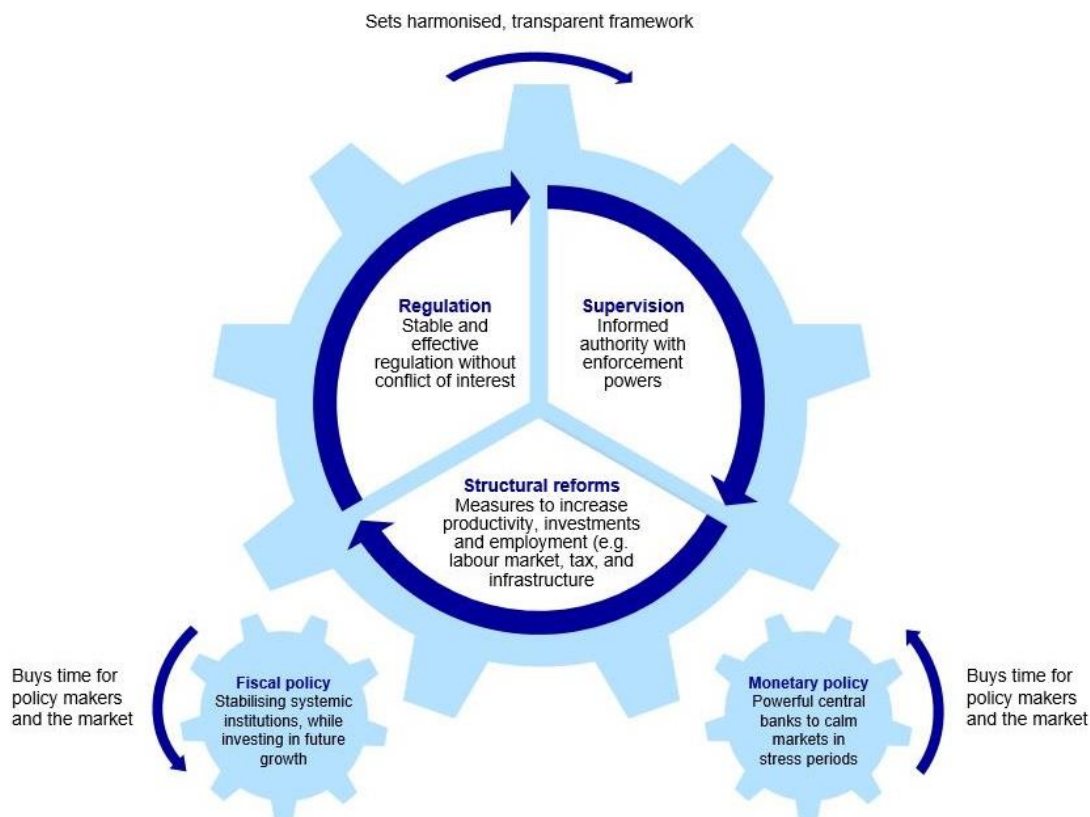 Sets harmonised, transparent framework
Regulation
Stable and
effective
regulation without
conflict of interest
Supervision
Informed
authority with
enforcement
powers
Structural reforms
Measures to increase
productivity, investments
and employment (e.g.
labour market, tax, and
infrastructure
Buys time for
policy makers
and the market
Fiscal policy
Stabilising systemic
institutions, while
investing in future
growth
Monetary policy
Powerful central
banks to calm
markets in
stress periods
Buys time for
policy makers
and the market